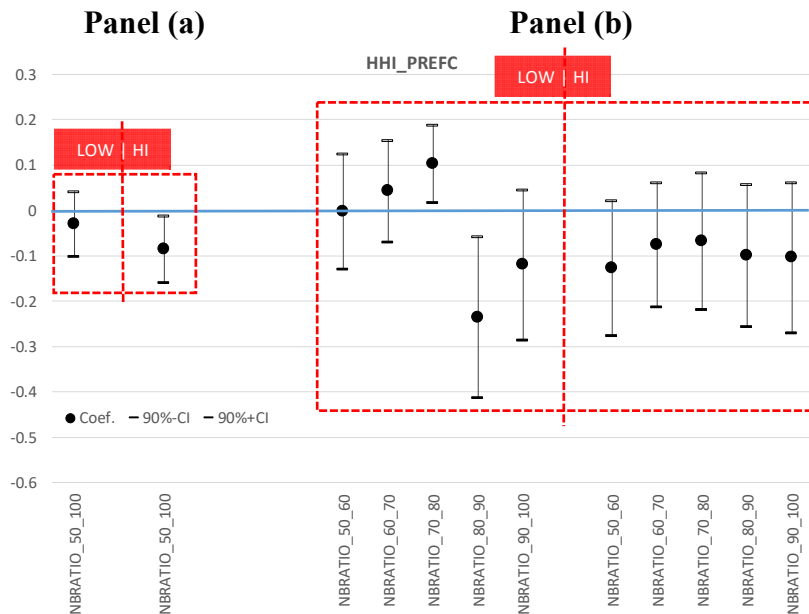 Panel (a)
Panel (b)
HHI_PREFC
LOW HI
LOW HI
0.3
0.2
0.1
0
-0.1
-0.2
-0.3
-0.4
-0.5
-0.6
Coef. 90%-CI 90%+CI
NBRATIO_50_100
NBRATIO_50_100
NBRATIO_50_60
NBRATIO_60_70
NBRATIO_70_80
NBRATIO_80_90
NBRATIO_90_100
NBRATIO_50_60
NBRATIO_60_70
NBRATIO_70_80
NBRATIO_80_90
NBRATIO_90_100